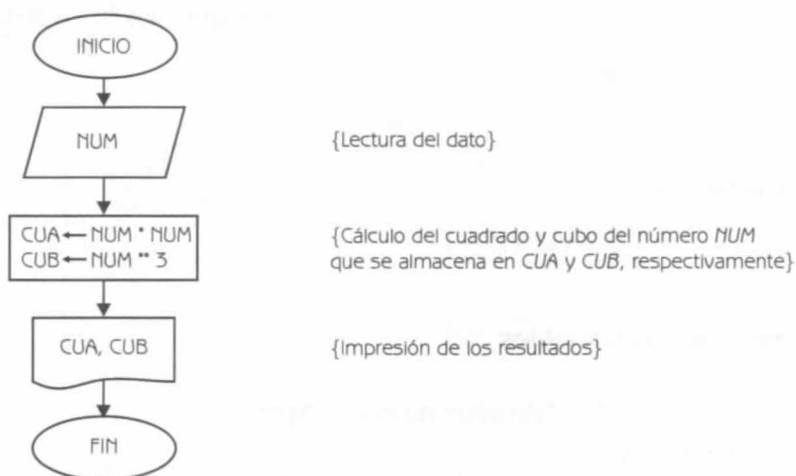 INICIO
NUM
{Lectura del dato}
CUA ← NUM * NUM
CUB ← NUM ** 3
{Cálculo del cuadrado y cubo del número NUM
que se almacena en CUA y CUB, respectivamente}
CUA, CUB
{Impresión de los resultados}
FIN